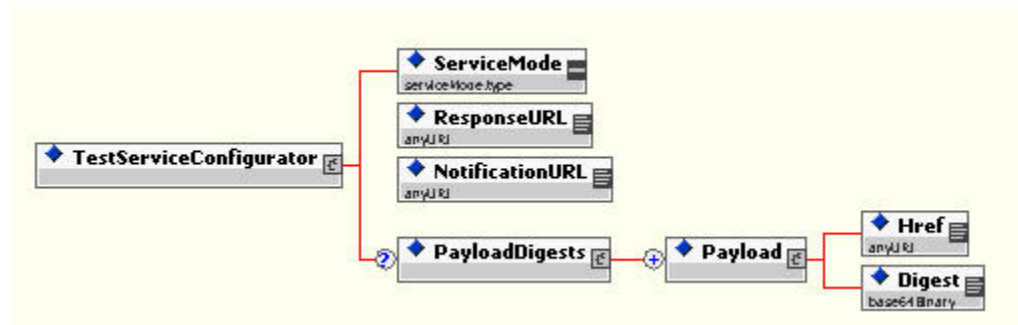 ServiceMode
serviceMode.type
ResponseURL
anyURI
TestServiceConfigurator
NotificationURL
anyURI
? PayloadDigests + Payload
Href
anyURI
Digest
base64Binary